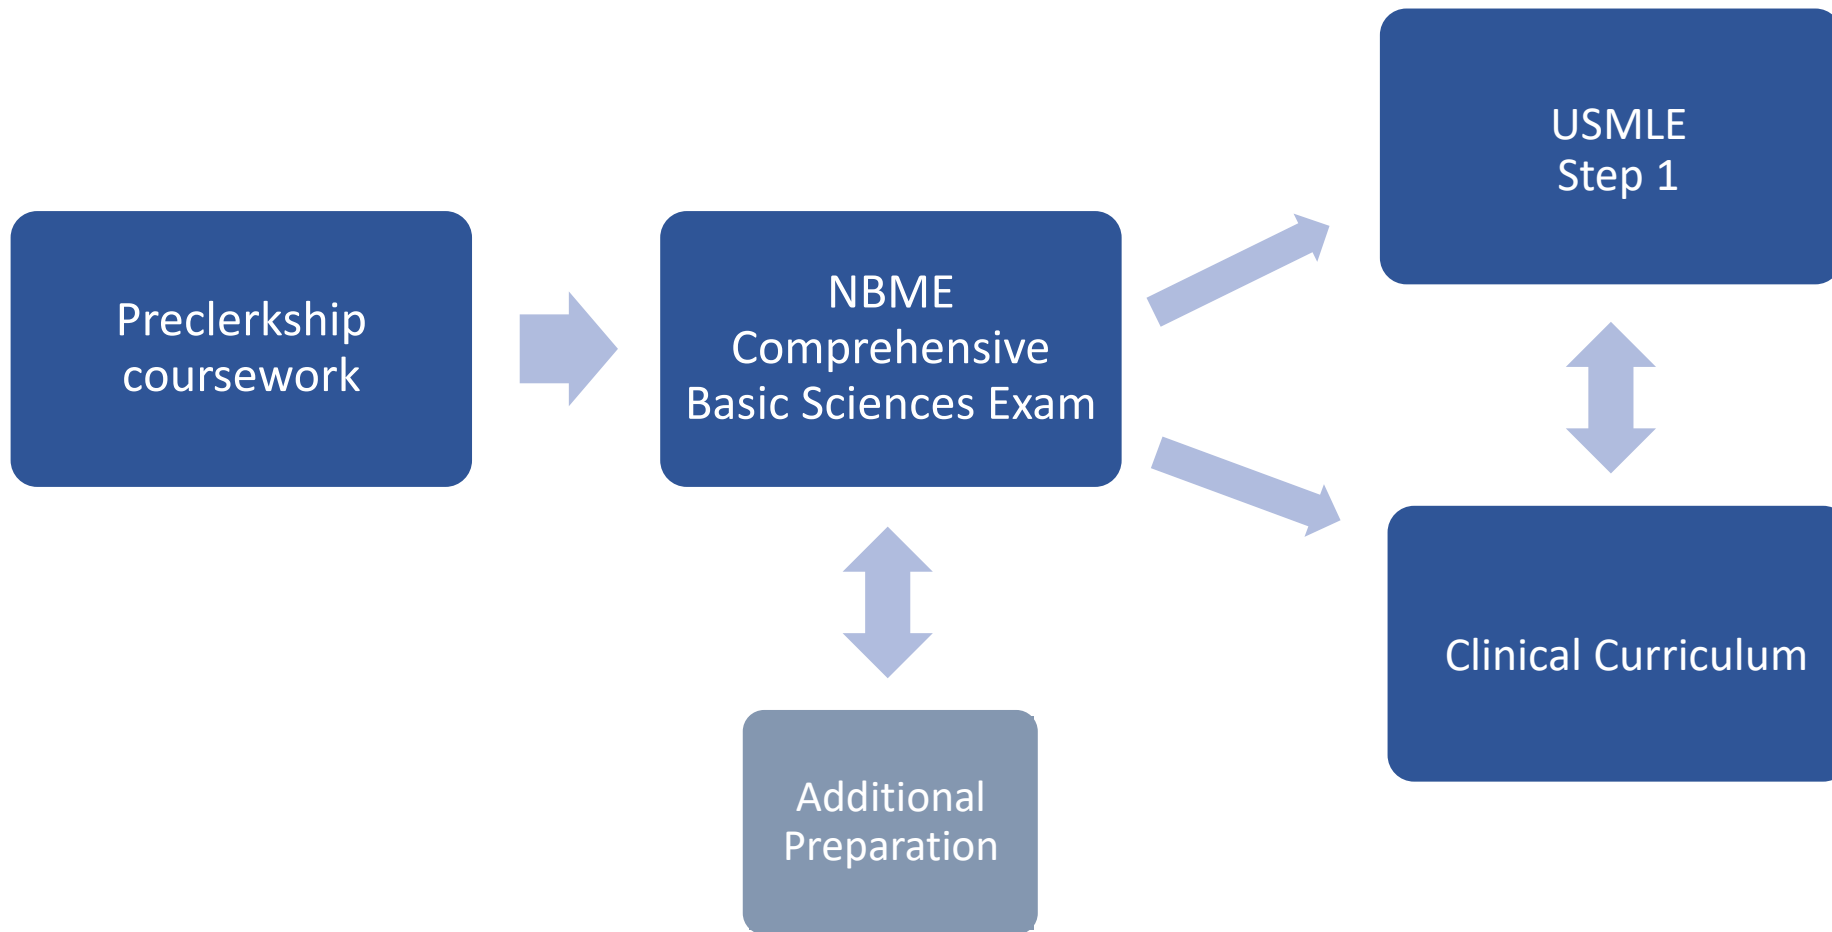 Preclerkship
coursework
NBME
Comprehensive
Basic Sciences Exam
USMLE
Step 1
Clinical Curriculum
Additional
Preparation